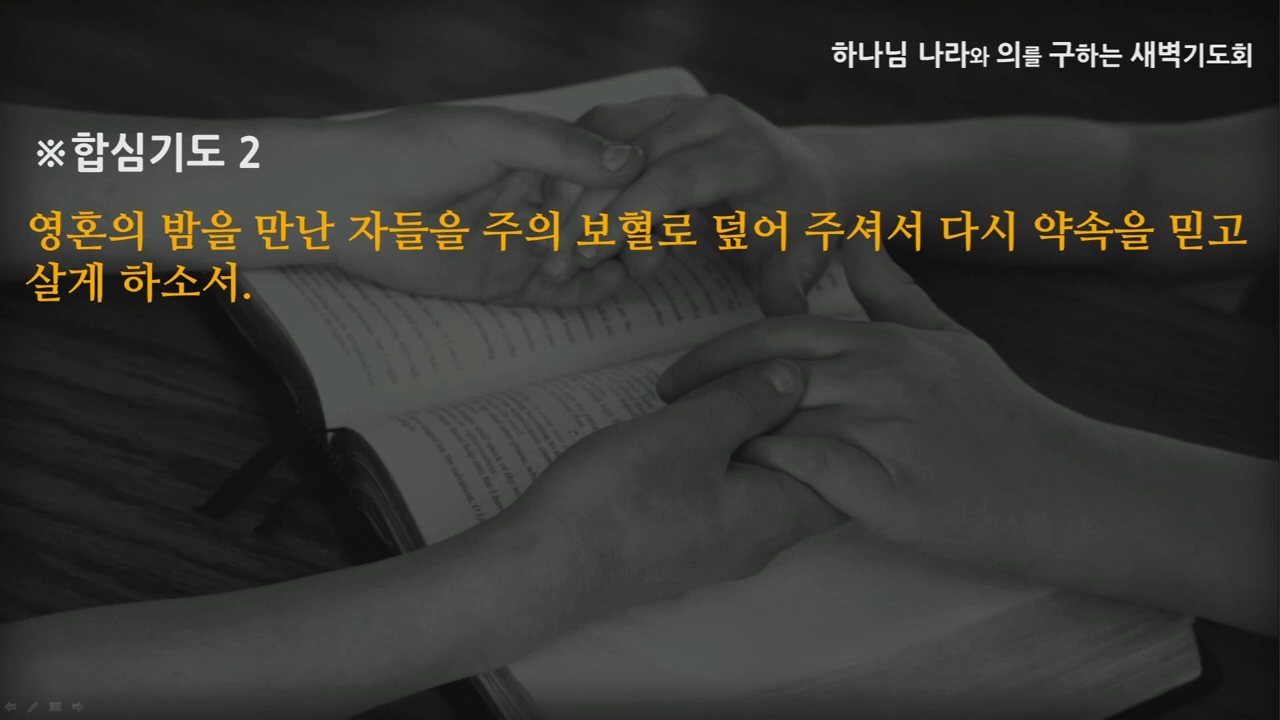 하나님 나라와 의를 구하는 새벽기도회
※합심기도 2
영혼의 밤을 만난 자들을 주의 보혈로 덮어 주셔서 다시 약속을 믿고
살게 하소서.